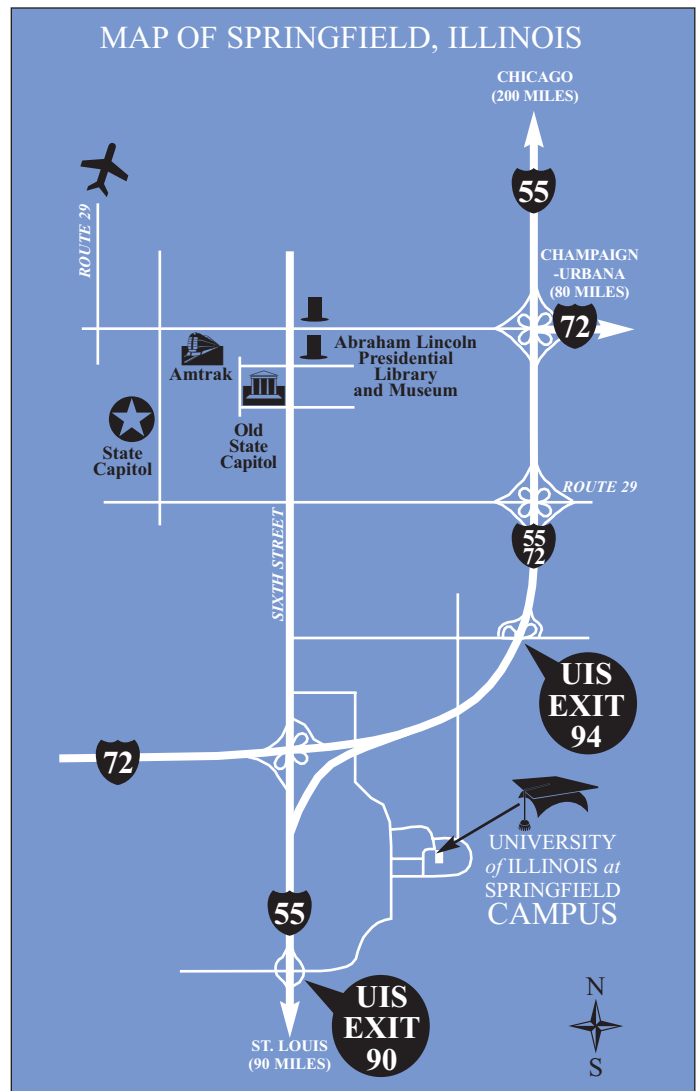 MAP OF SPRINGFIELD, ILLINOIS
CHICAGO
(200 MILES)
55
ROUTE 29
CHAMPAIGN
-URBANA
(80 MILES)
72
Abraham Lincoln
Presidential
Library
and Museum
Amtrak
Old
State
Capitol
State
Capitol
ROUTE 29
55
72
SIXTH STREET
UIS
EXIT
94
72
UNIVERSITY
of ILLINOIS at
SPRINGFIELD
CAMPUS
55
UIS
EXIT
90
ST. LOUIS
(90 MILES)
N
S